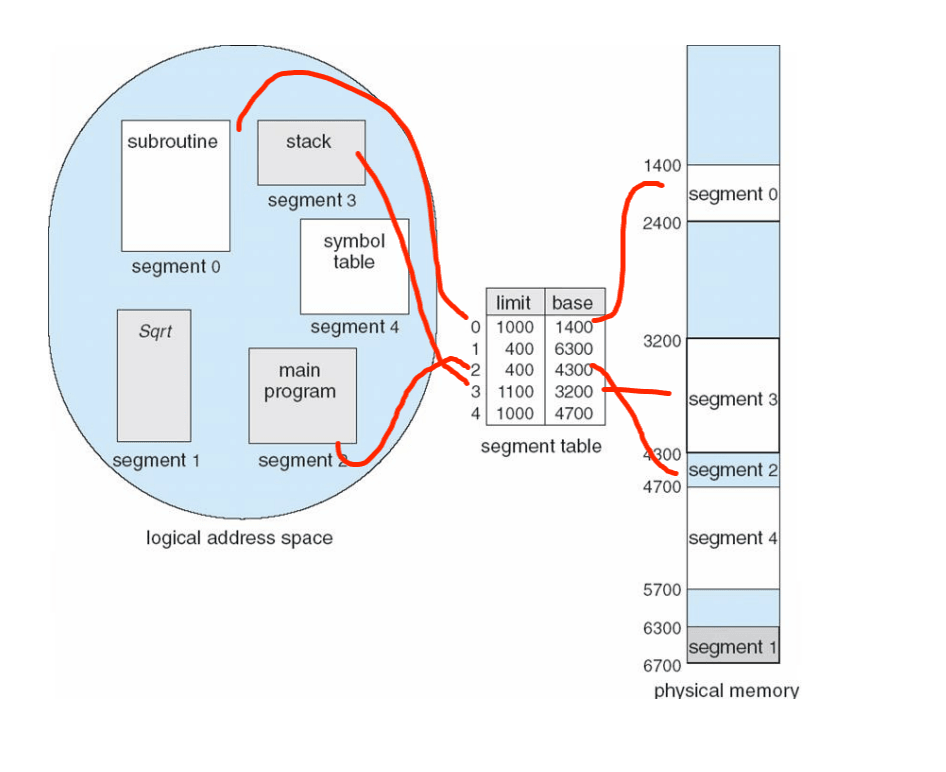 subroutine
stack
segment 3
symbol
table
segment 0
segment 4
Sqrt
main
program
segment 1
segment 2
logical address space
limit base
0 1000 1400
1 400 6300
2 400 4300
3 1100 3200
4 1000 4700
segment table
1400
segment 0
2400
3200
segment 3
4300
segment 2
4700
segment 4
5700
6300
segment 1
6700
physical memory